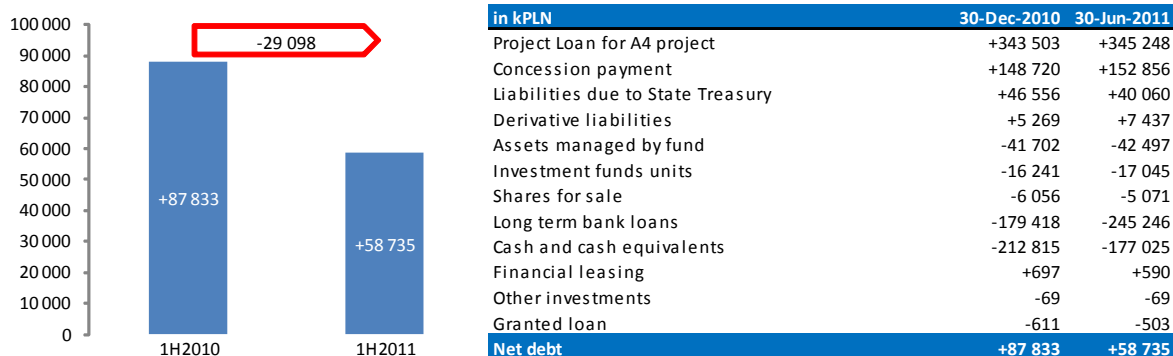 100 000
90 000
80 000
70 000
60 000
50 000
40 000
30 000
20 000
10 000
0
-29 098
+87 833
+58 735
1H2010 1H2011
in kPLN 30-Dec-2010 30-Jun-2011
Project Loan for A4 project +343 503 +345 248
Concession payment +148 720 +152 856
Liabilities due to State Treasury +46 556 +40 060
Derivative liabilities +5 269 +7 437
Assets managed by fund -41 702 -42 497
Investment funds units -16 241 -17 045
Shares for sale -6 056 -5 071
Long term bank loans -179 418 -245 246
Cash and cash equivalents -212 815 -177 025
Financial leasing +697 +590
Other investments -69 -69
Granted loan -611 -503
Net debt +87 833 +58 735